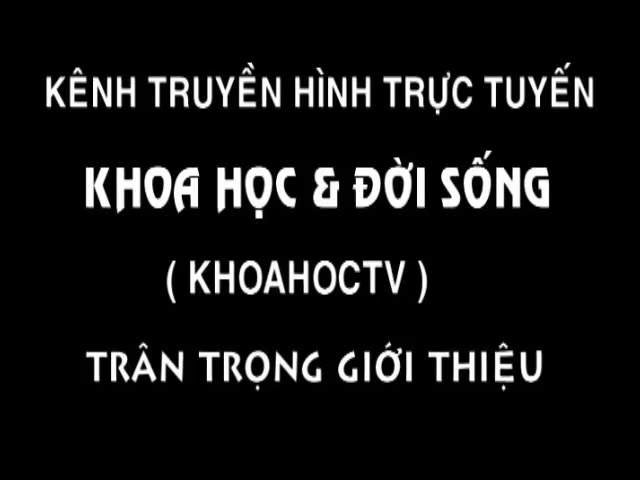 KÊNH TRUYỀN HÌNH TRỰC TUYẾN
KHOA HỌC & ĐỜI SỐNG
( KHOAHOCTV )
TRÂN TRỌNG GIỚI THIỆU